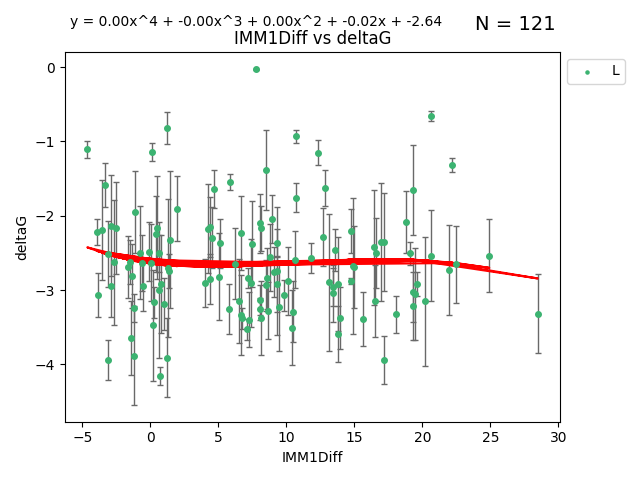 y = 0.00x^4 + -0.00x^3 + 0.00x^2 + -0.02x + -2.64
N = 121
IMM1Diff vs deltaG
L
deltaG
0
−1
−2
−3
−4
−5
0
5
10
15
20
25
30
IMM1Diff